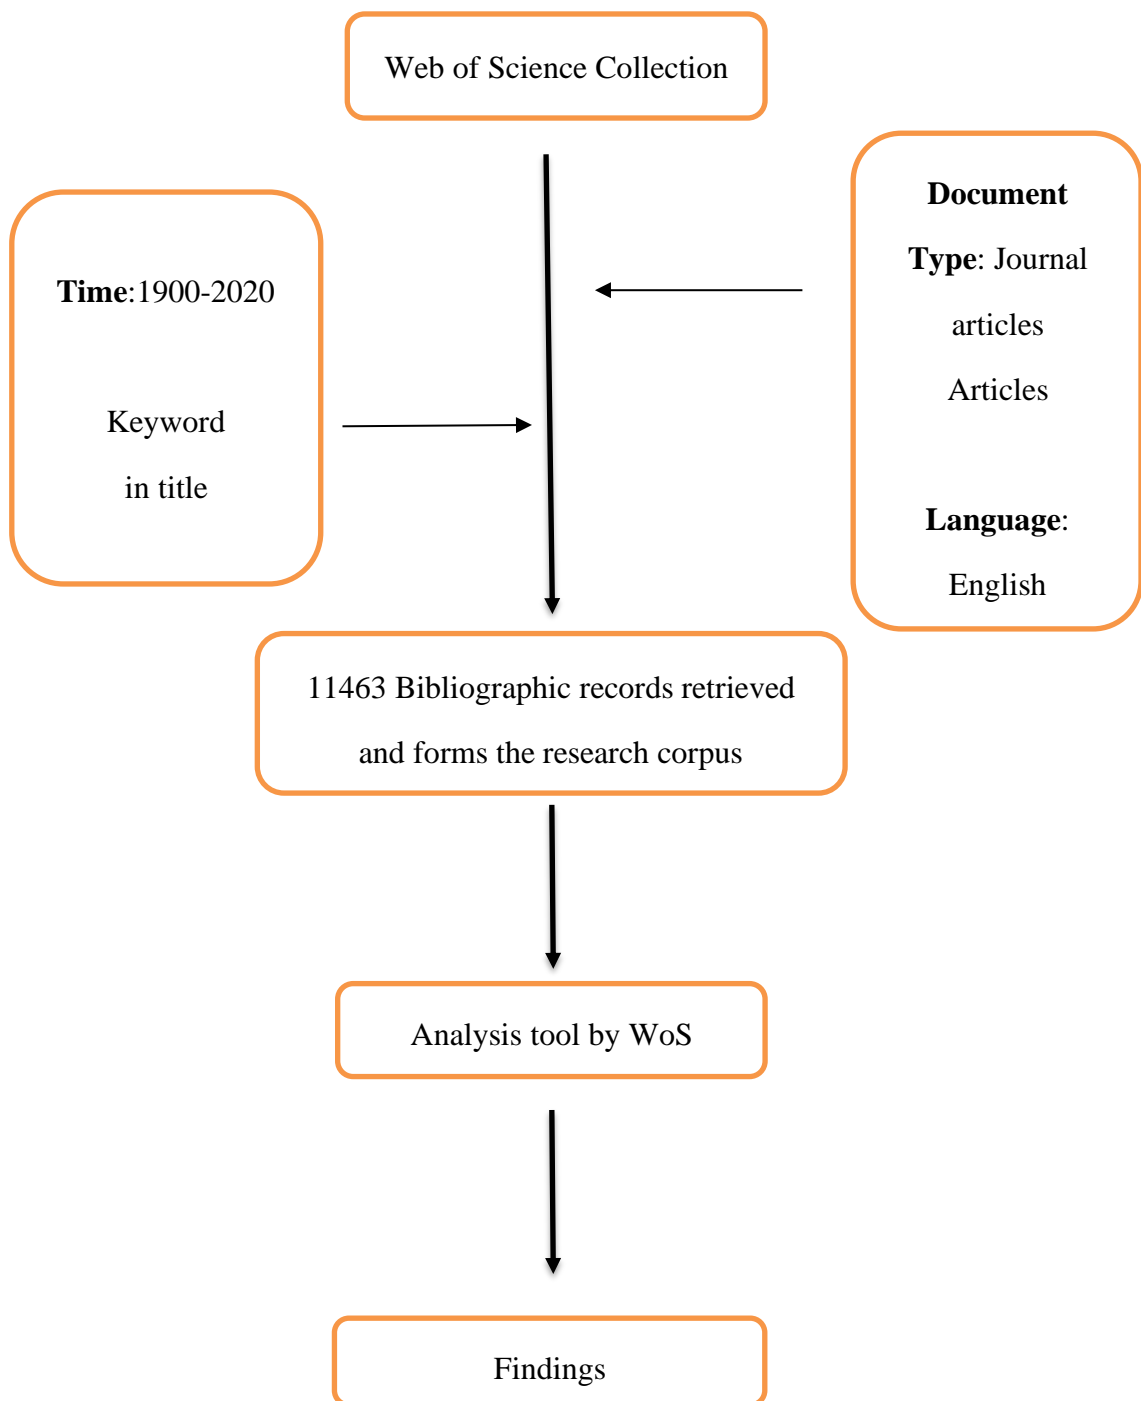 Web of Science Collection
Time:1900-2020
Keyword
in title
Document
Type: Journal
articles
Articles
Language:
English
11463 Bibliographic records retrieved
and forms the research corpus
Analysis tool by WoS
Findings